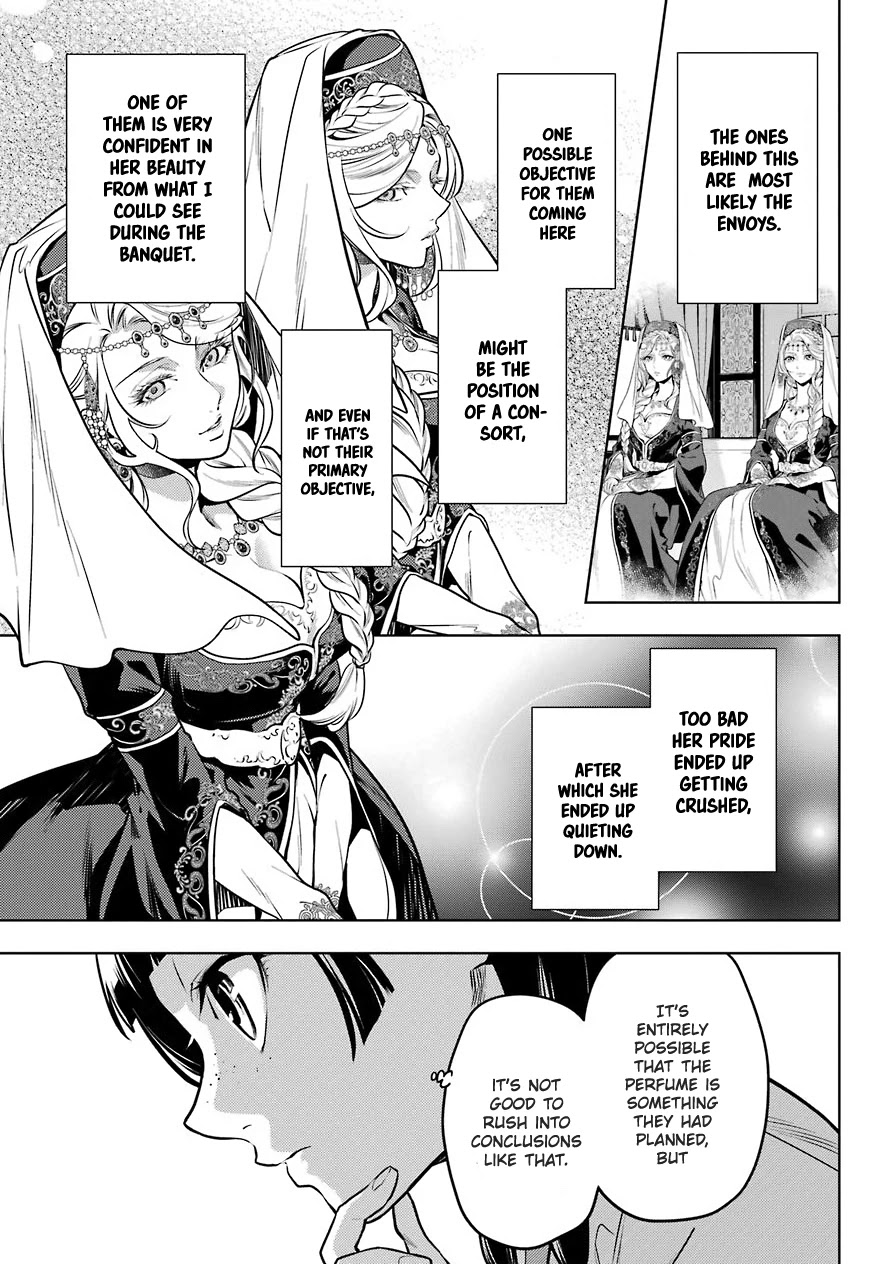 THE ONES
BEHIND THIS
ARE MOST
LIKELY THE
ENVOYS.
ONE
POSSIBLE
OBJECTIVE
FOR THEM
COMING
HERE
MIGHT
BE THE
POSITION
OF A CON-
SORT,
AND EVEN
IF THAT'S
NOT THEIR
PRIMARY
OBJECTIVE,
ONE OF
THEM IS VERY
CONFIDENT IN
HER BEAUTY
FROM WHAT I
COULD SEE
DURING THE
BANQUET.
TOO BAD
HER PRIDE
ENDED UP
GETTING
CRUSHED,
AFTER
WHICH SHE
ENDED UP
QUIETING
DOWN.
IT'S
ENTIRELY
POSSIBLE
THAT THE
PERFUME IS
SOMETHING
THEY HAD
PLANNED,
BUT
IT'S NOT
GOOD TO
RUSH INTO
CONCLUSIONS
LIKE THAT.